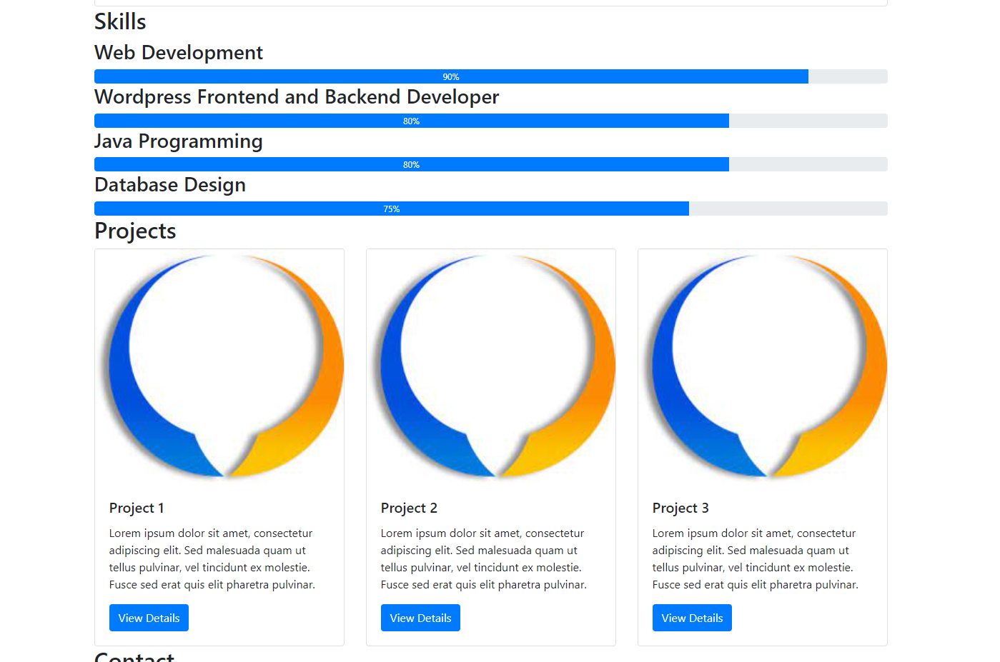 Skills
Web Development
90%
Wordpress Frontend and Backend Developer
80%
Java Programming
80%
Database Design
75%
Projects
Project 1
Lorem ipsum dolor sit amet, consectetur
adipiscing elit. Sed malesuada quam ut
tellus pulvinar, vel tincidunt ex molestie.
Fusce sed erat quis elit pharetra pulvinar.
View Details
Project 2
Lorem ipsum dolor sit amet, consectetur
adipiscing elit. Sed malesuada quam ut
tellus pulvinar, vel tincidunt ex molestie.
Fusce sed erat quis elit pharetra pulvinar.
View Details
Project 3
Lorem ipsum dolor sit amet, consectetur
adipiscing elit. Sed malesuada quam ut
tellus pulvinar, vel tincidunt ex molestie.
Fusce sed erat quis elit pharetra pulvinar.
View Details
Contact